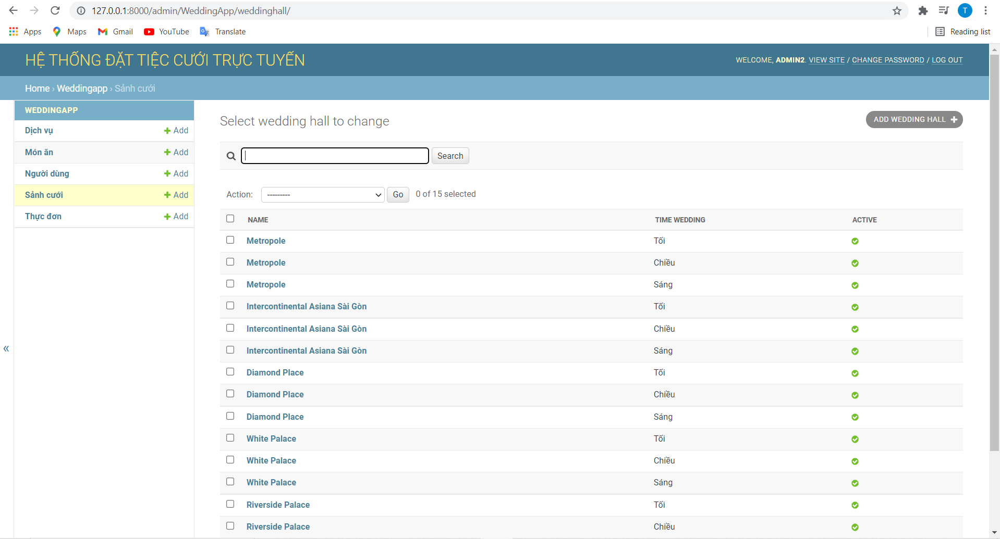 127.0.0.1:8000/admin/WeddingApp/weddinghall/
T
Apps Maps Gmail YouTube Translate Reading list
HỆ THỐNG ĐẶT TIỆC CƯỚI TRỰC TUYẾN
WELCOME, ADMIN2. VIEW SITE / CHANGE PASSWORD / LOG OUT
Home › Weddingapp › Sảnh cưới
WEDDINGAPP
Dịch vụ + Add
Món ăn + Add
Người dùng + Add
Sảnh cưới + Add
Thực đơn + Add
«
Select wedding hall to change
ADD WEDDING HALL +
Search
Action: --------- Go 0 of 15 selected
NAME TIME WEDDING ACTIVE
Metropole Tối
Metropole Chiều
Metropole Sáng
Intercontinental Asiana Sài Gòn Tối
Intercontinental Asiana Sài Gòn Chiều
Intercontinental Asiana Sài Gòn Sáng
Diamond Place Tối
Diamond Place Chiều
Diamond Place Sáng
White Palace Tối
White Palace Chiều
White Palace Sáng
Riverside Palace Tối
Riverside Palace Chiều